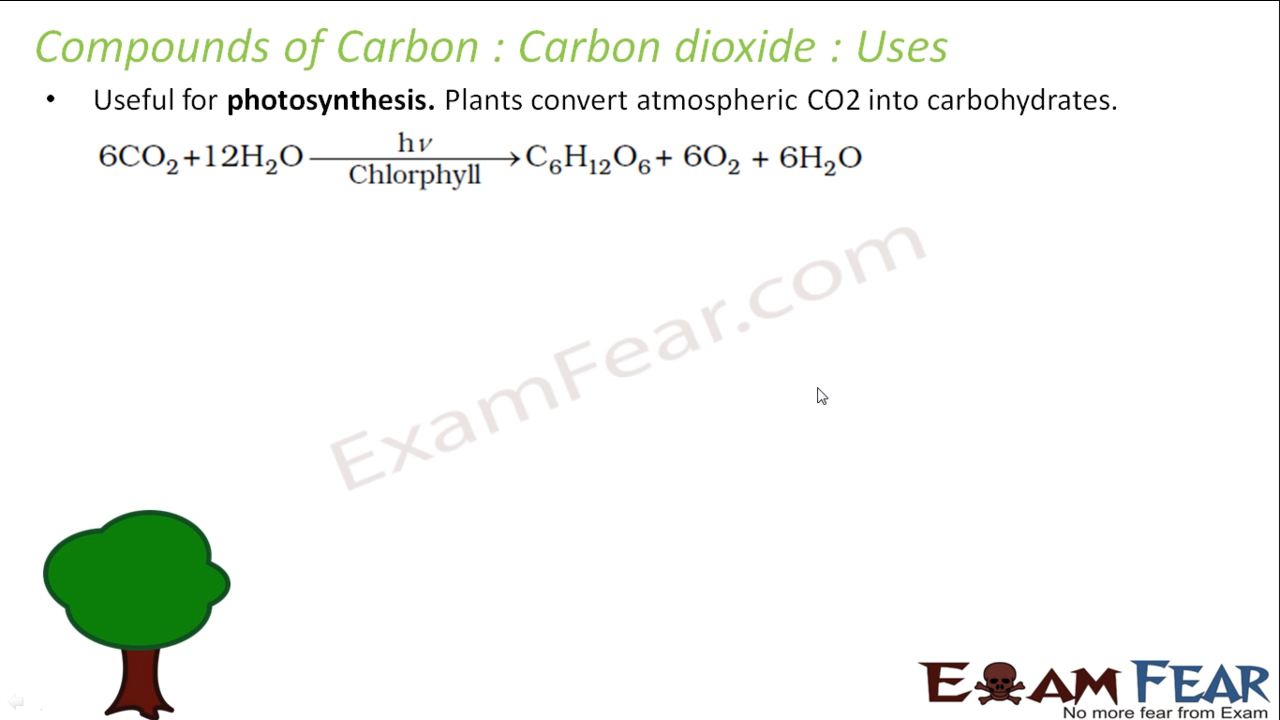 Compounds of Carbon : Carbon dioxide : Uses
• Useful for photosynthesis. Plants convert atmospheric CO2 into carbohydrates.
hν
6CO₂+12H₂O ⟶ C₆H₁₂O₆ + 6O₂ + 6H₂O
Chlorphyll
ExamFear.com
EXAM FEAR
No more fear from Exam